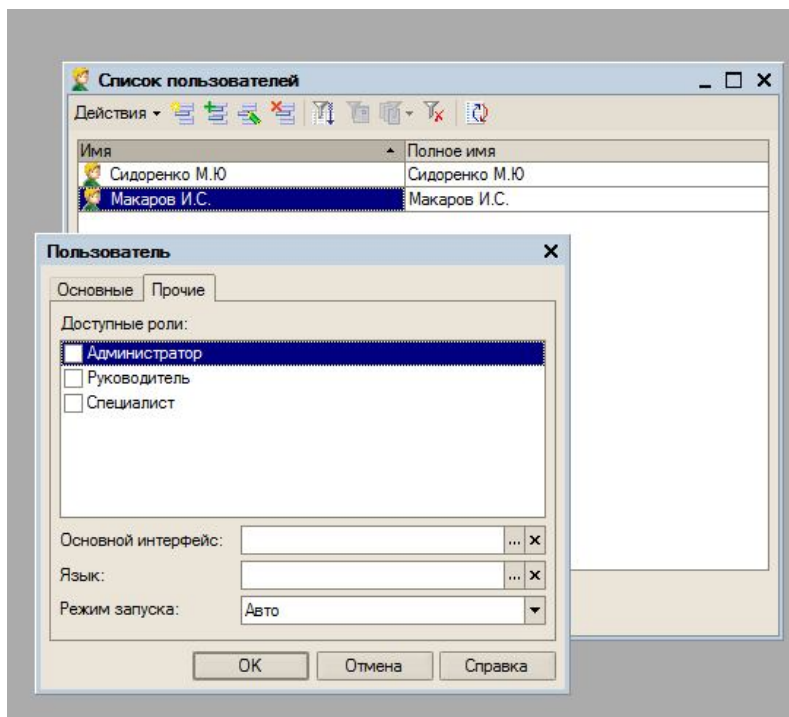 Список пользователей
Действия
Имя Полное имя
Сидоренко М.Ю Сидоренко М.Ю
Макаров И.С. Макаров И.С.
Пользователь
Основные Прочие
Доступные роли:
Администратор
Руководитель
Специалист
Основной интерфейс: ...
Язык: ...
Режим запуска: Авто
OK Отмена Справка